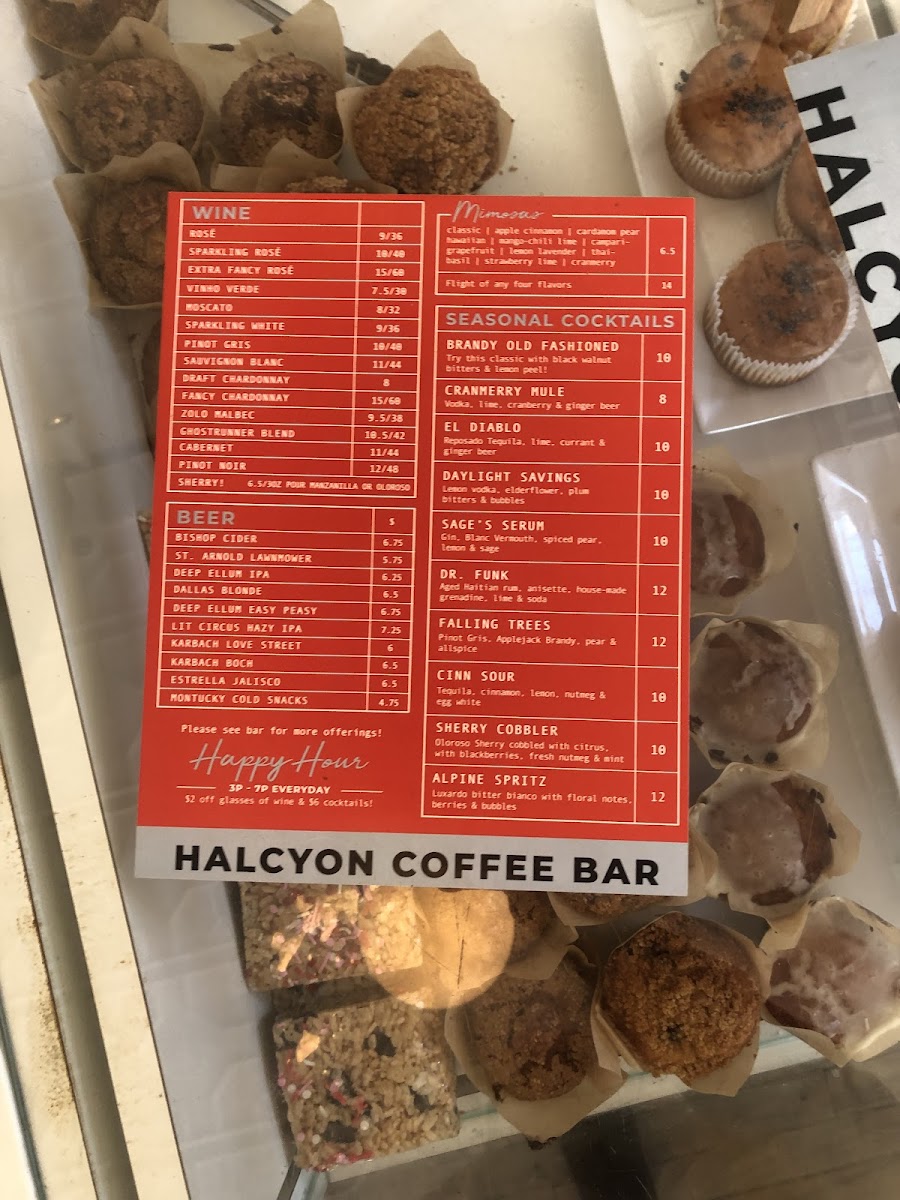 WINE
ROSÉ 9/36
SPARKLING ROSÉ 10/40
EXTRA FANCY ROSÉ 15/60
VINHO VERDE 7.5/30
MOSCATO 8/32
SPARKLING WHITE 9/36
PINOT GRIS 10/40
SAUVIGNON BLANC 11/44
DRAFT CHARDONNAY 8
FANCY CHARDONNAY 15/60
ZOLO MALBEC 9.5/38
GHOSTRUNNER BLEND 10.5/42
CABERNET 11/44
PINOT NOIR 12/48
SHERRY! 6.5/3OZ POUR MANZANILLA OR OLOROSO
BEER $
BISHOP CIDER 6.75
ST. ARNOLD LAWNMOWER 5.75
DEEP ELLUM IPA 6.25
DALLAS BLONDE 6.5
DEEP ELLUM EASY PEASY 6.75
LIT CIRCUS HAZY IPA 7.25
KARBACH LOVE STREET 6
KARBACH BOCH 6.5
ESTRELLA JALISCO 6.5
MONTUCKY COLD SNACKS 4.75
Please see bar for more offerings!
Happy Hour
3P - 7P EVERYDAY
$2 off glasses of wine & $6 cocktails!
Mimosas
classic | apple cinnamon | cardamom pear
hawaiian | mango-chili lime | campari-
grapefruit | lemon lavender | thai-
basil | strawberry lime | cranmerry
6.5
Flight of any four flavors 14
SEASONAL COCKTAILS
BRANDY OLD FASHIONED
Try this classic with black walnut
bitters & lemon peel!
10
CRANMERRY MULE
Vodka, lime, cranberry & ginger beer
8
EL DIABLO
Reposado Tequila, lime, currant &
ginger beer
10
DAYLIGHT SAVINGS
Lemon vodka, elderflower, plum
bitters & bubbles
10
SAGE'S SERUM
Gin, Blanc Vermouth, spiced pear,
lemon & sage
10
DR. FUNK
Aged Haitian rum, anisette, house-made
grenadine, lime & soda
12
FALLING TREES
Pinot Gris, Applejack Brandy, pear &
allspice
12
CINN SOUR
Tequila, cinnamon, lemon, nutmeg &
egg white
10
SHERRY COBBLER
Oloroso Sherry cobbled with citrus,
with blackberries, fresh nutmeg & mint
10
ALPINE SPRITZ
Luxardo bitter bianco with floral notes,
berries & bubbles
12
HALCYON COFFEE BAR
HALCYO